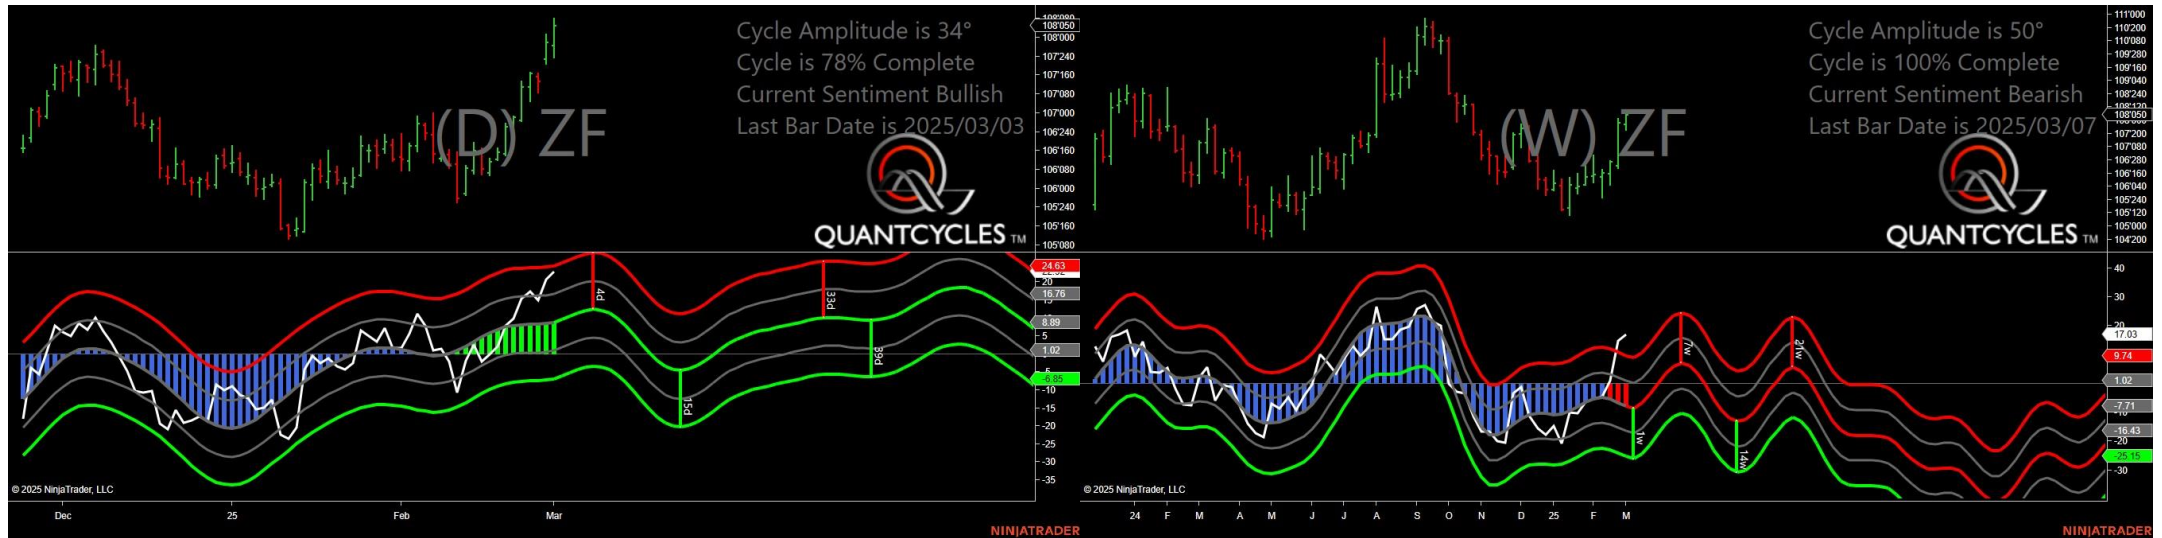 Cycle Amplitude is 34°
Cycle is 78% Complete
Current Sentiment Bullish
Last Bar Date is 2025/03/03
(D) ZF
QUANTCYCLES TM
108'080
108'050
108'000
107'240
107'160
107'080
107'000
106'240
106'160
106'080
106'000
105'240
105'160
105'080
4d
15d
33d
39d
24.63
20
16.76
8.89
5
1.02
-6.85
-10
-15
-20
-25
-30
-35
© 2025 NinjaTrader, LLC
Dec
25
Feb
Mar
NINJATRADER
Cycle Amplitude is 50°
Cycle is 100% Complete
Current Sentiment Bearish
Last Bar Date is 2025/03/07
(W) ZF
QUANTCYCLES TM
111'000
110'200
110'080
109'280
109'160
109'040
108'240
108'120
108'050
107'200
107'080
106'280
106'160
106'040
105'240
105'120
105'000
104'200
1w
7w
14w
21w
40
30
20
17.03
9.74
1.02
-7.71
-16.43
-20
-25.15
-30
© 2025 NinjaTrader, LLC
24
F
M
A
M
J
J
A
S
O
N
D
25
F
M
NINJATRADER